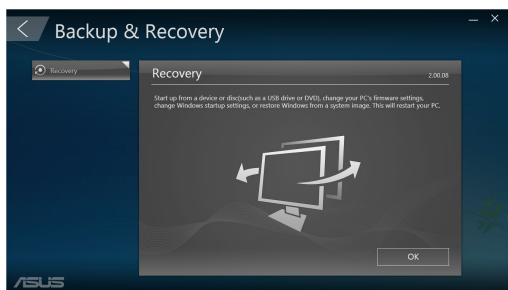 Backup & Recovery
Recovery
Recovery
2.00.08
Start up from a device or disc(such as a USB drive or DVD), change your PC's firmware settings,
change Windows startup settings, or restore Windows from a system image. This will restart your PC.
OK
ASUS